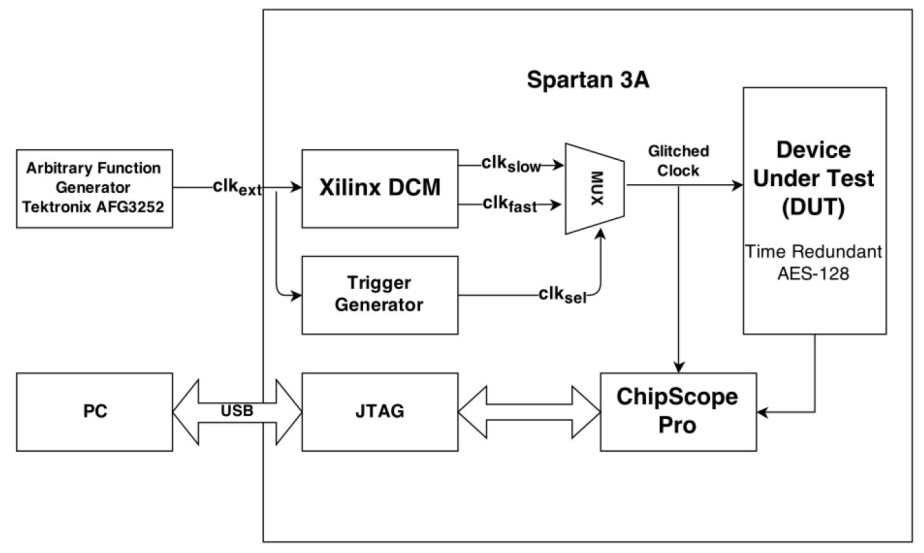 Spartan 3A
Arbitrary Function
Generator
Tektronix AFG3252
clkext
Xilinx DCM
clkslow
clkfast
MUX
Glitched
Clock
Device
Under Test
(DUT)
Time Redundant
AES-128
Trigger
Generator
clksel
PC
USB
JTAG
ChipScope
Pro